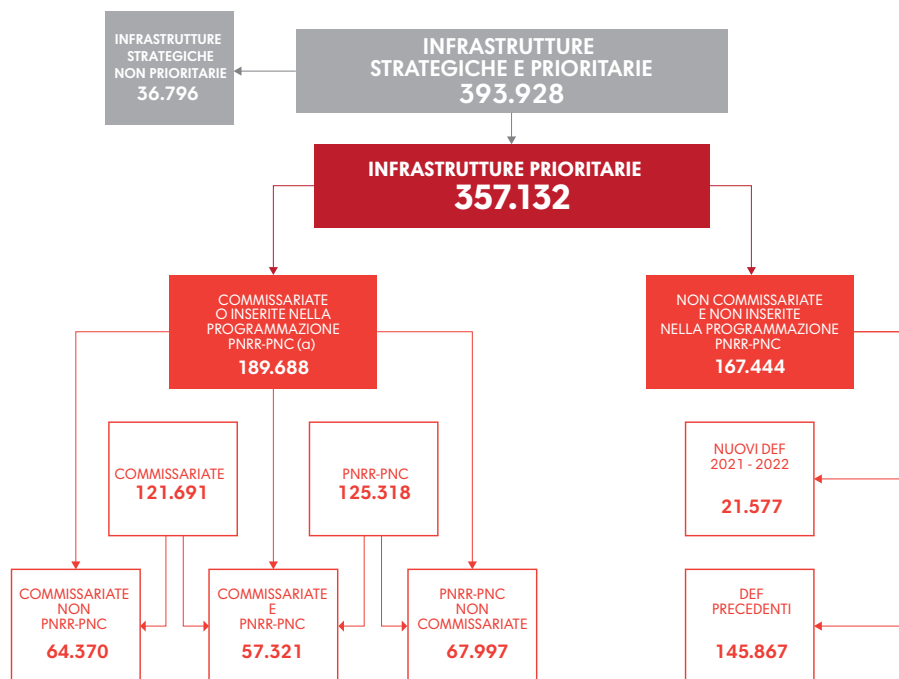 INFRASTRUTTURE
STRATEGICHE
NON PRIORITARIE
36.796
INFRASTRUTTURE
STRATEGICHE E PRIORITARIE
393.928
INFRASTRUTTURE PRIORITARIE
357.132
COMMISSARIATE
O INSERITE NELLA
PROGRAMMAZIONE
PNRR-PNC (a)
189.688
NON COMMISSARIATE
E NON INSERITE
NELLA PROGRAMMAZIONE
PNRR-PNC
167.444
COMMISSARIATE
121.691
PNRR-PNC
125.318
NUOVI DEF
2021 - 2022
21.577
COMMISSARIATE
NON
PNRR-PNC
64.370
COMMISSARIATE
E
PNRR-PNC
57.321
PNRR-PNC
NON
COMMISSARIATE
67.997
DEF
PRECEDENTI
145.867